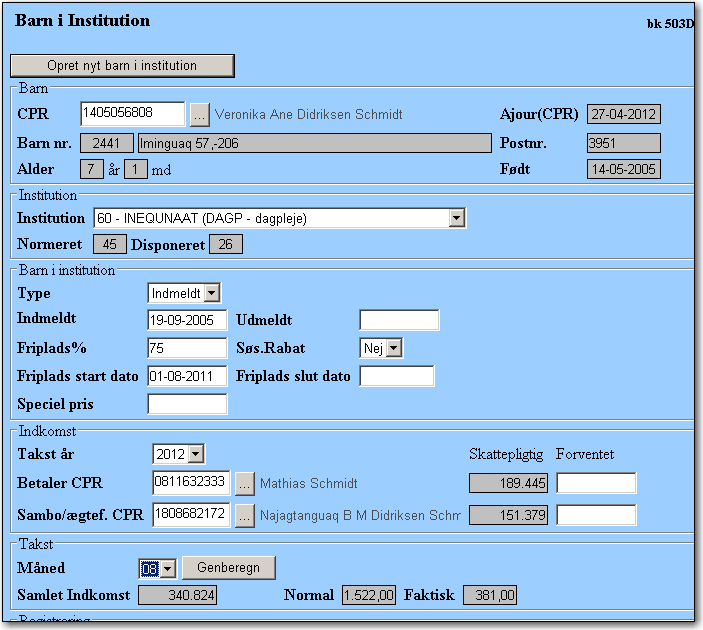 Barn i Institution bk 503D
Opret nyt barn i institution
Barn
CPR 1405056808 ... Veronika Ane Didriksen Schmidt Ajour(CPR) 27-04-2012
Barn nr. 2441 Iminguaq 57,-206 Postnr. 3951
Alder 7 år 1 md Født 14-05-2005
Institution
Institution 60 - INEQUNAAT (DAGP - dagpleje)
Normeret 45 Disponeret 26
Barn i institution
Type Indmeldt
Indmeldt 19-09-2005 Udmeldt
Friplads% 75 Søs.Rabat Nej
Friplads start dato 01-08-2011 Friplads slut dato
Speciel pris
Indkomst
Takst år 2012 Skattepligtig Forventet
Betaler CPR 0811632333 ... Mathias Schmidt 189.445
Sambo/ægtef. CPR 1808682172 ... Najagtanguaq B M Didriksen Schm 151.379
Takst
Måned 08 Genberegn
Samlet Indkomst 340.824 Normal 1.522,00 Faktisk 381,00
Registrering